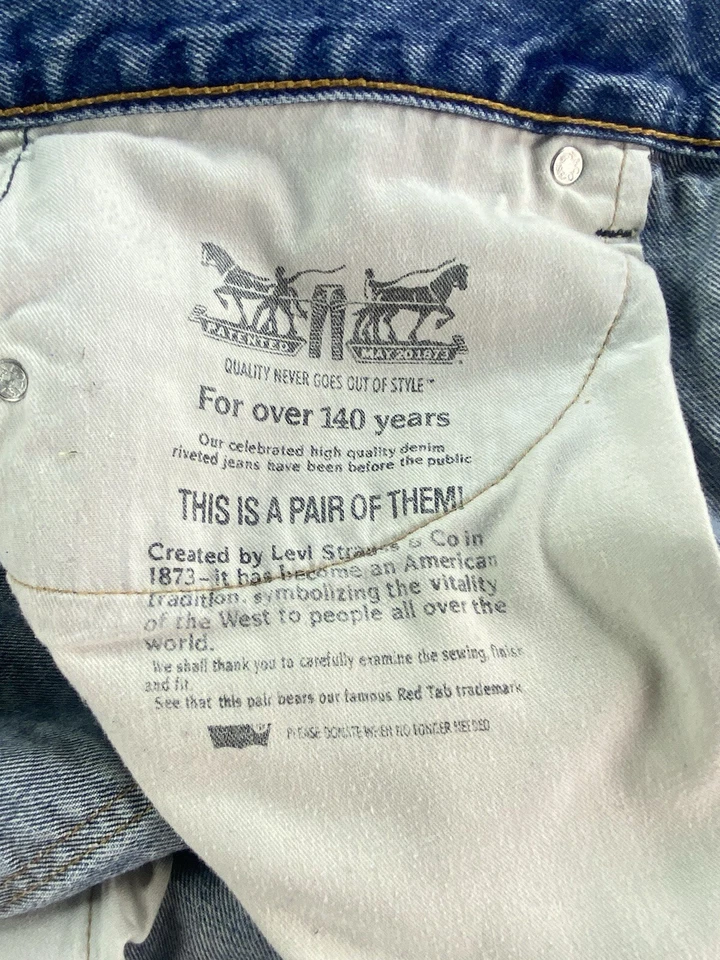 PATENTED MAY 20 1873
QUALITY NEVER GOES OUT OF STYLE™
For over 140 years
Our celebrated high quality denim
riveted jeans have been before the public
THIS IS A PAIR OF THEM!
Created by Levi Strauss & Co in
1873-it has become an American
tradition, symbolizing the vitality
of the West to people all over the
world.
We shall thank you to carefully examine the sewing, finish
and fit.
See that this pair bears our famous Red Tab trademark
PLEASE DONATE WHEN NO LONGER NEEDED